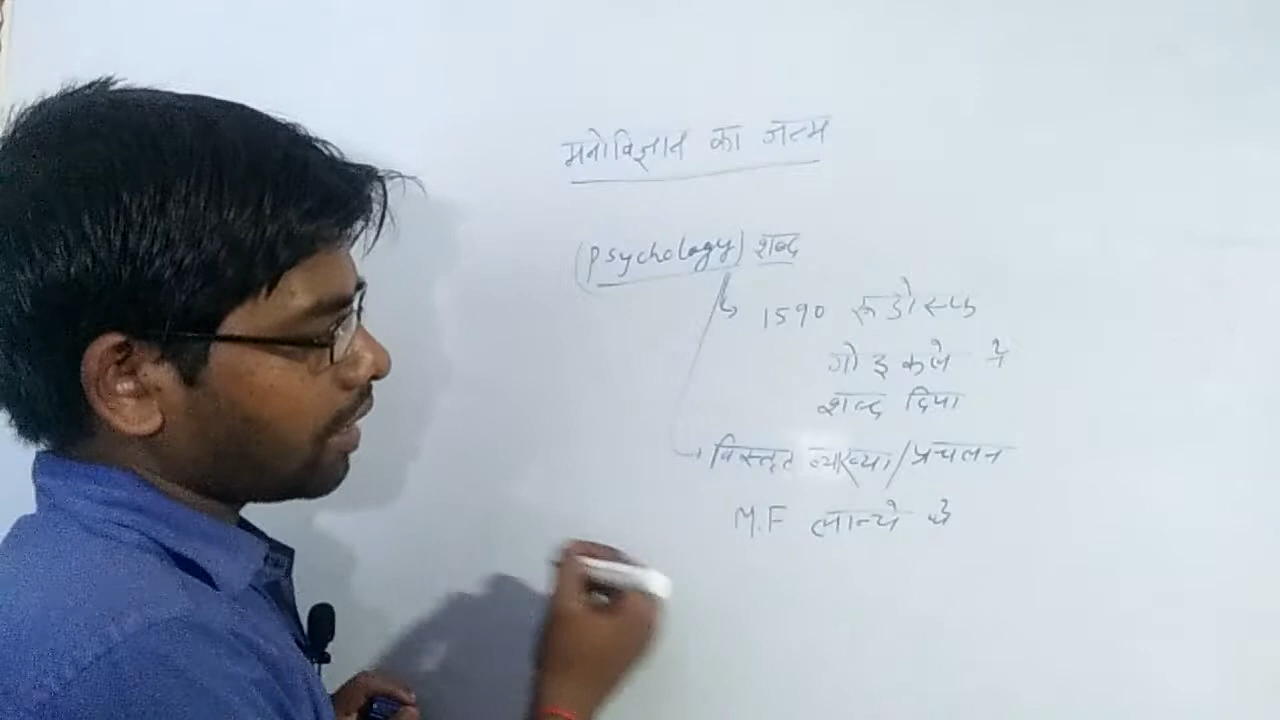 मनोविज्ञान का जन्म
(Psychology) शब्द
1590 रूडोल्फ
गोइकले ने
शब्द दिया
विस्तृत व्याख्या/प्रचलन
M.F लान्ये